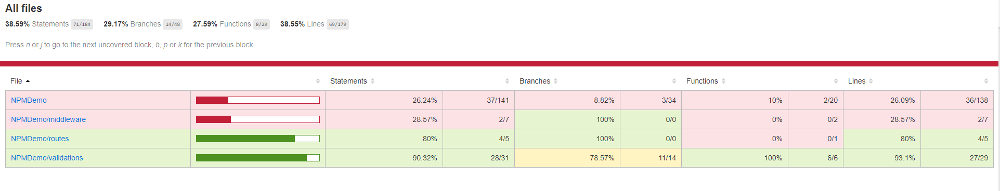 All files
38.59% Statements 71/184 29.17% Branches 14/48 27.59% Functions 8/29 38.55% Lines 69/179
Press n or j to go to the next uncovered block, b, p or k for the previous block.
File Statements Branches Functions Lines
NPMDemo 26.24% 37/141 8.82% 3/34 10% 2/20 26.09% 36/138
NPMDemo/middleware 28.57% 2/7 100% 0/0 0% 0/2 28.57% 2/7
NPMDemo/routes 80% 4/5 100% 0/0 0% 0/1 80% 4/5
NPMDemo/validations 90.32% 28/31 78.57% 11/14 100% 6/6 93.1% 27/29